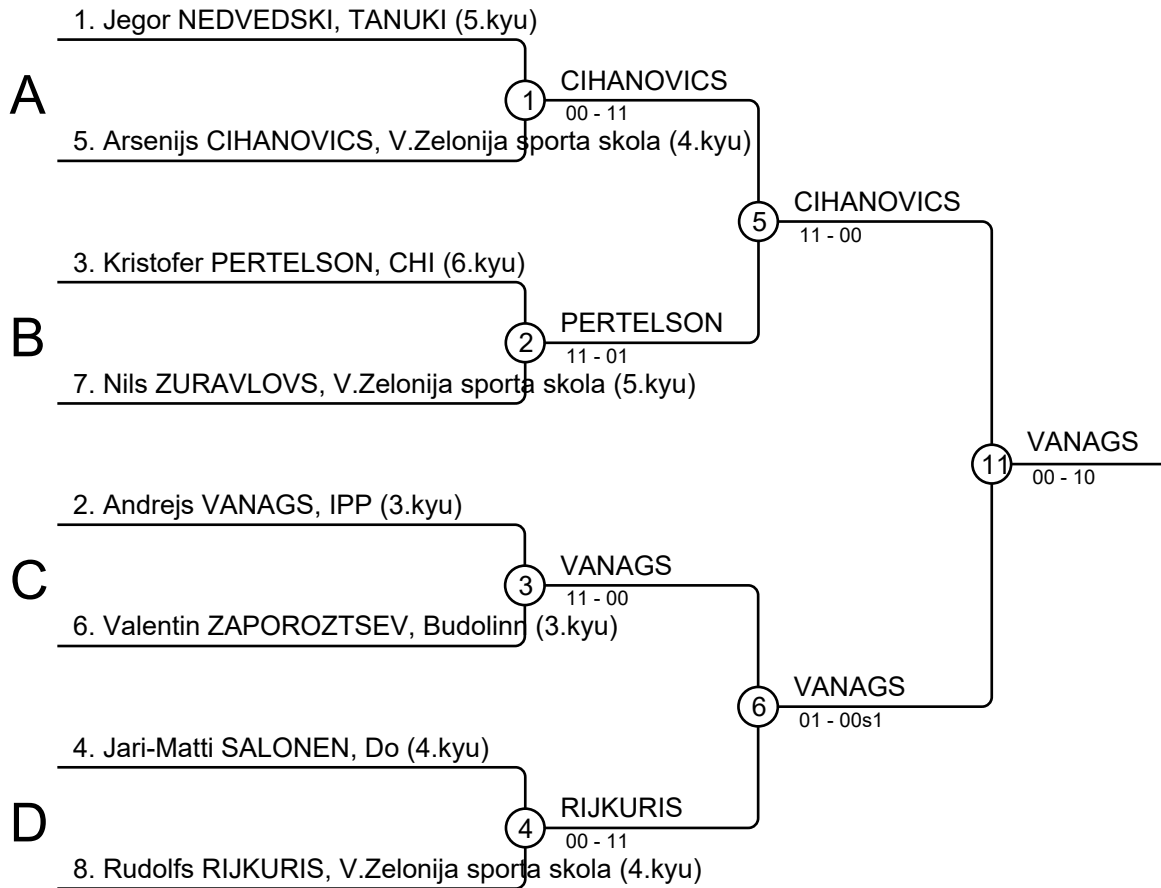 1. Jegor NEDVEDSKI, TANUKI (5.kyu)
A
1
CIHANOVICS
00 - 11
5. Arsenijs CIHANOVICS, V.Zelonija sporta skola (4.kyu)
5
CIHANOVICS
11 - 00
3. Kristofer PERTELSON, CHI (6.kyu)
B
2
PERTELSON
11 - 01
7. Nils ZURAVLOVS, V.Zelonija sporta skola (5.kyu)
11
VANAGS
00 - 10
2. Andrejs VANAGS, IPP (3.kyu)
C
3
VANAGS
11 - 00
6. Valentin ZAPOROZTSEV, Budolinn (3.kyu)
6
VANAGS
01 - 00s1
4. Jari-Matti SALONEN, Do (4.kyu)
D
4
RIJKURIS
00 - 11
8. Rudolfs RIJKURIS, V.Zelonija sporta skola (4.kyu)